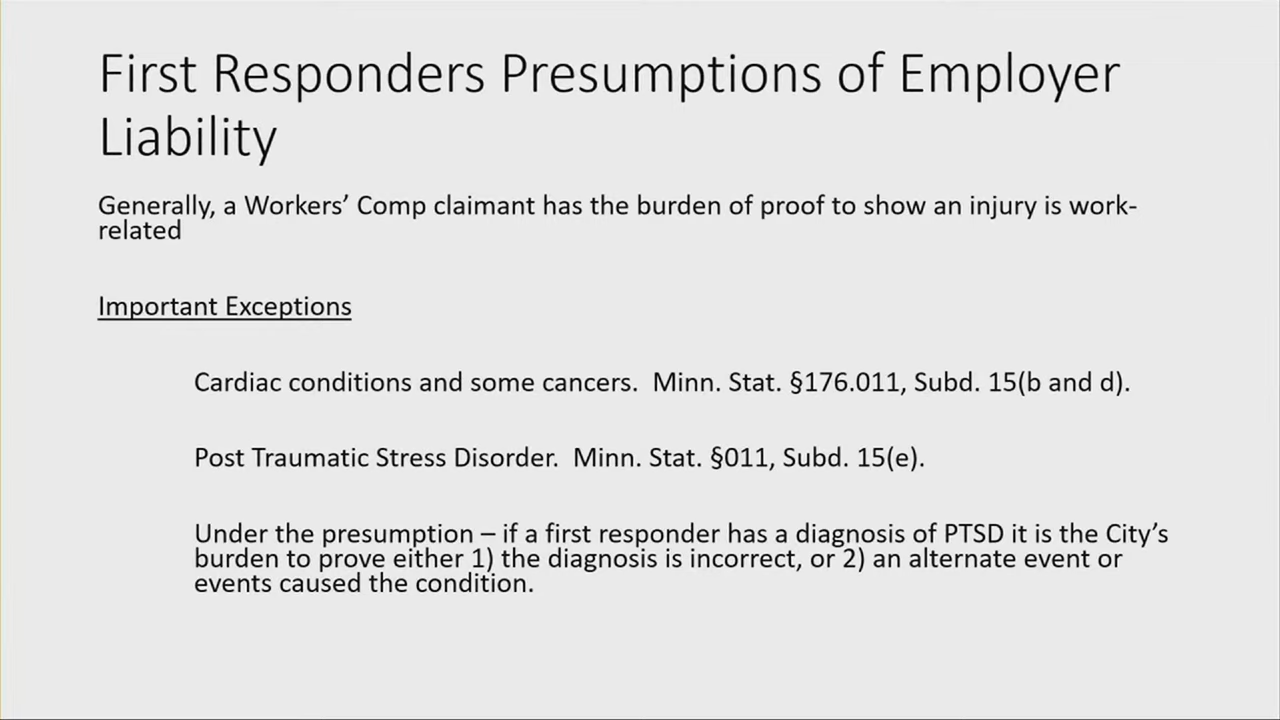 First Responders Presumptions of Employer
Liability
Generally, a Workers’ Comp claimant has the burden of proof to show an injury is work-
related
Important Exceptions
Cardiac conditions and some cancers.  Minn. Stat. §176.011, Subd. 15(b and d).
Post Traumatic Stress Disorder.  Minn. Stat. §011, Subd. 15(e).
Under the presumption – if a first responder has a diagnosis of PTSD it is the City’s
burden to prove either 1) the diagnosis is incorrect, or 2) an alternate event or
events caused the condition.